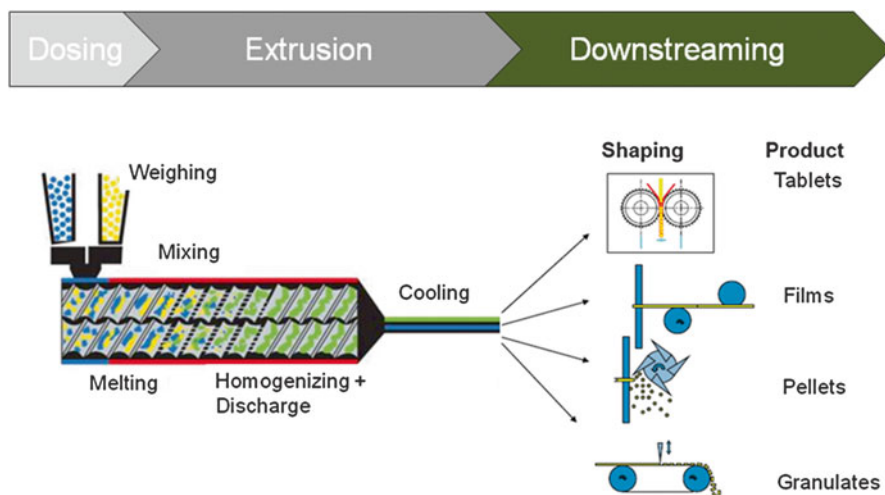 Dosing
Extrusion
Downstreaming
Weighing
Mixing
Melting
Homogenizing +
Discharge
Cooling
Shaping
Product
Tablets
Films
Pellets
Granulates